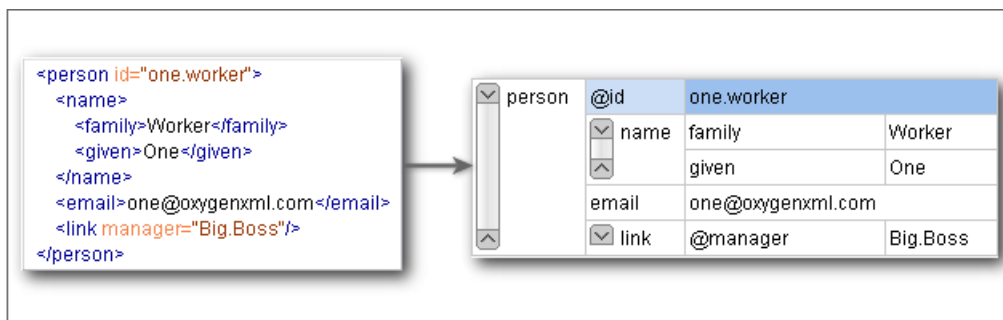 <person id="one.worker">
<name>
<family>Worker</family>
<given>One</given>
</name>
<email>one@oxygenxml.com</email>
<link manager="Big.Boss"/>
</person>
person @id one.worker
name family Worker
given One
email one@oxygenxml.com
link @manager Big.Boss